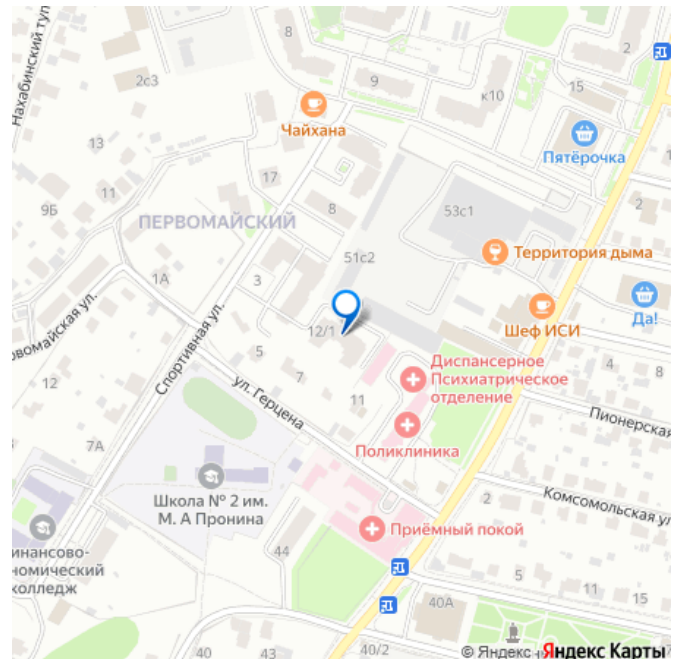 Нахабинский туп
8
2с3
9
2
15
к10
Чайхана
Пятёрочка
13
11
17
9Б
8
53с1
1
2
ПЕРВОМАЙСКИЙ
Территория дыма
51с2
1А
3
Да!
Шеф ИСИ
12/1
рвомайская ул.
Спортивная ул.
5
Диспансерное
Психиатрическое
отделение
4
8
12
7
11
ул. Герцена
Пионерская
Поликлиника
7А
Школа № 2 им.
М. А Пронина
2
Комсомольская ул
Приёмный покой
инансово-
номический
колледж
44
5
11
15
40А
40
43
40/2
© Яндекс
Яндекс Карты